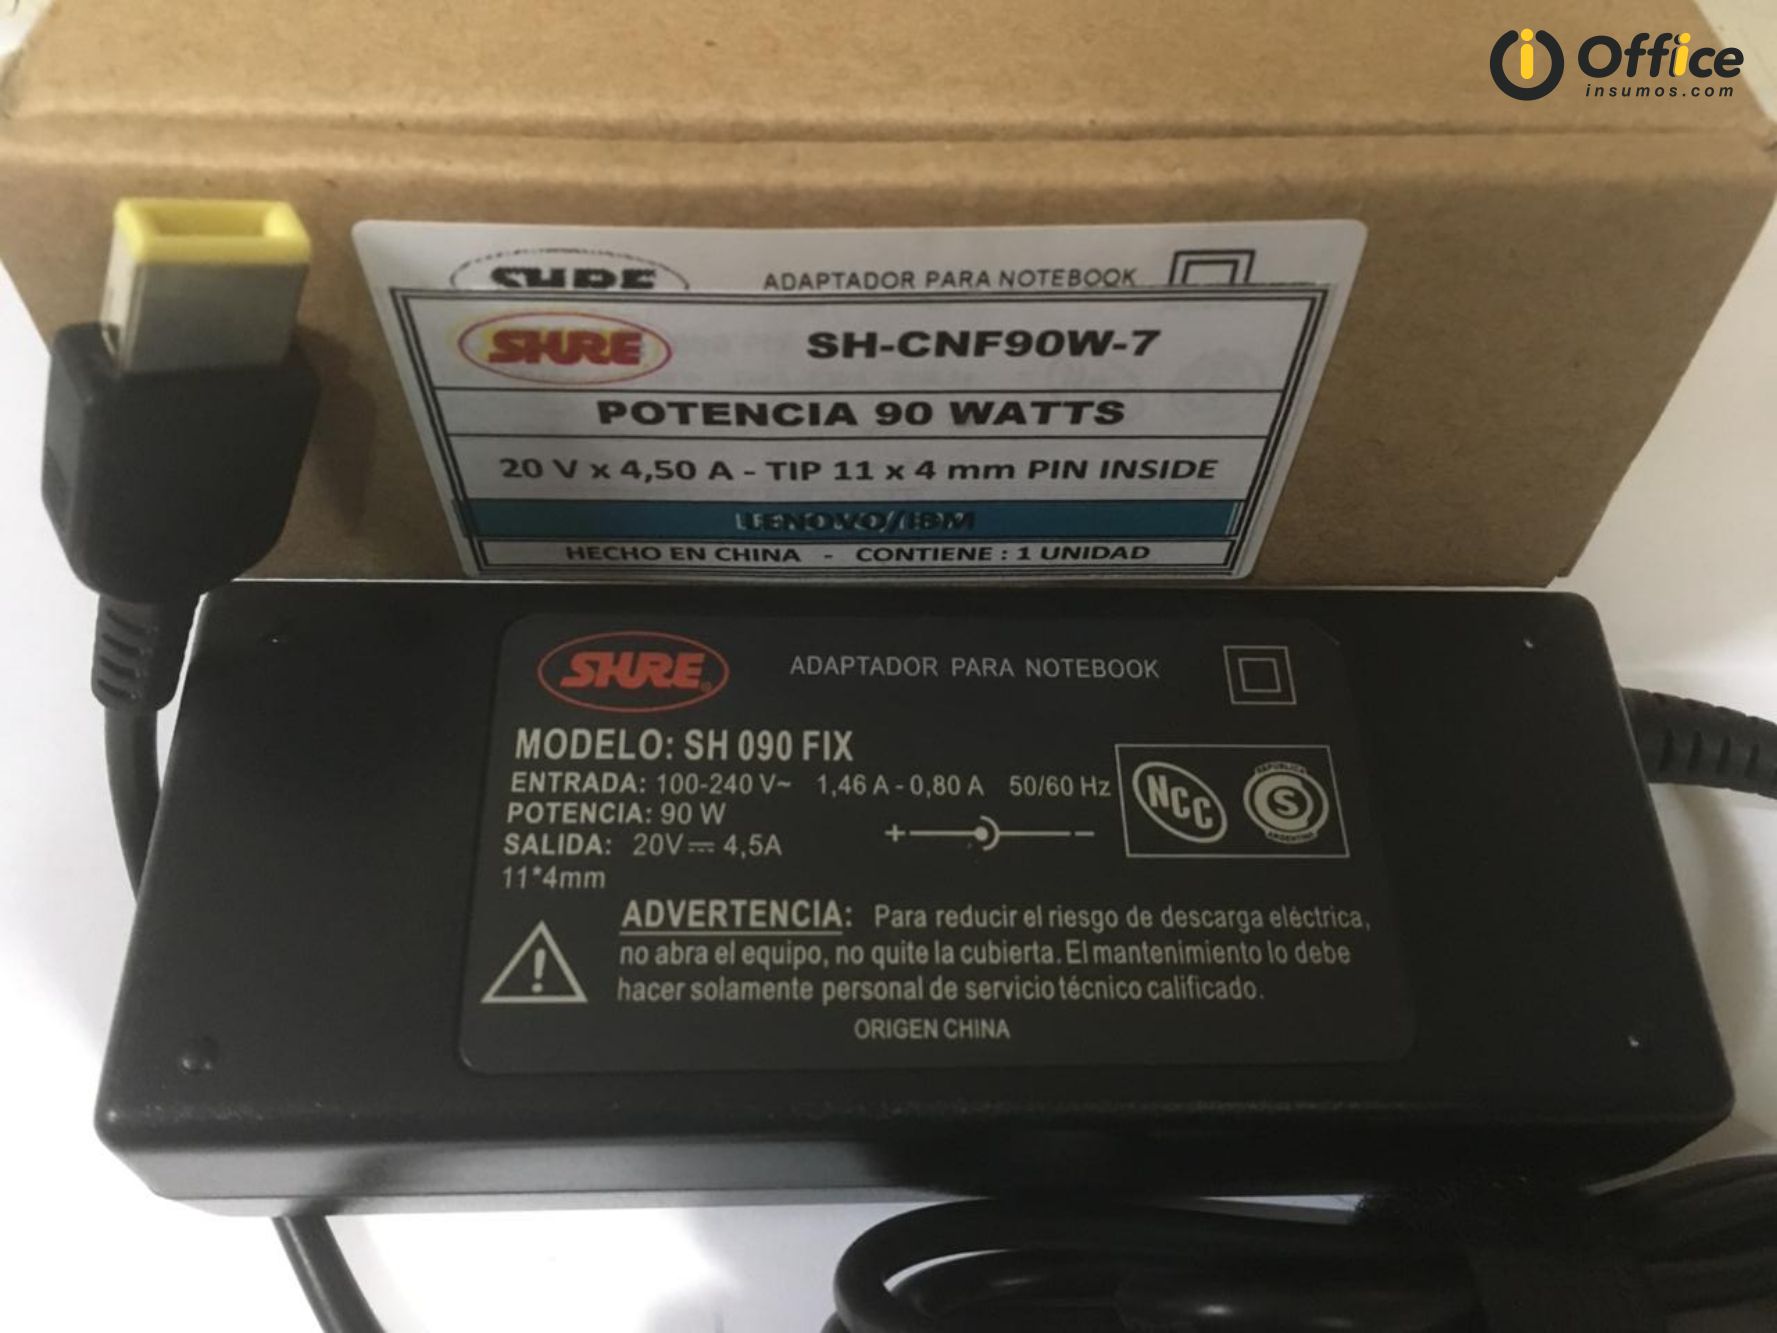 Office
insumos.com
SHURE ADAPTADOR PARA NOTEBOOK
SHURE SH-CNF90W-7
POTENCIA 90 WATTS
20 V x 4,50 A - TIP 11 x 4 mm PIN INSIDE
LENOVO/IBM
HECHO EN CHINA - CONTIENE : 1 UNIDAD
SHURE® ADAPTADOR PARA NOTEBOOK
MODELO: SH 090 FIX
ENTRADA: 100-240 V~ 1,46 A - 0,80 A 50/60 Hz
POTENCIA: 90 W
SALIDA: 20V⎓ 4,5A
+ -
11*4mm
NCC
REPUBLICA
S
ARGENTINA
ADVERTENCIA: Para reducir el riesgo de descarga eléctrica,
no abra el equipo, no quite la cubierta. El mantenimiento lo debe
hacer solamente personal de servicio técnico calificado.
ORIGEN CHINA